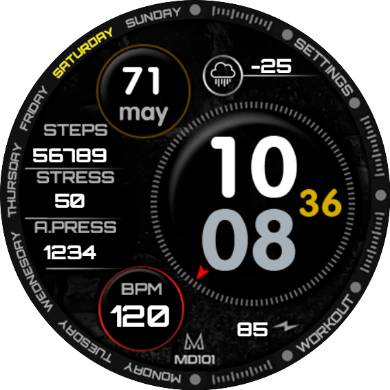 SUNDAY
SATURDAY
FRIDAY
THURSDAY
WEDNESDAY
TUESDAY
MONDAY
SETTINGS
WORKOUT
71
may
-25
STEPS
56789
STRESS
50
A.PRESS
1234
10
36
08
BPM
120
85
MD101